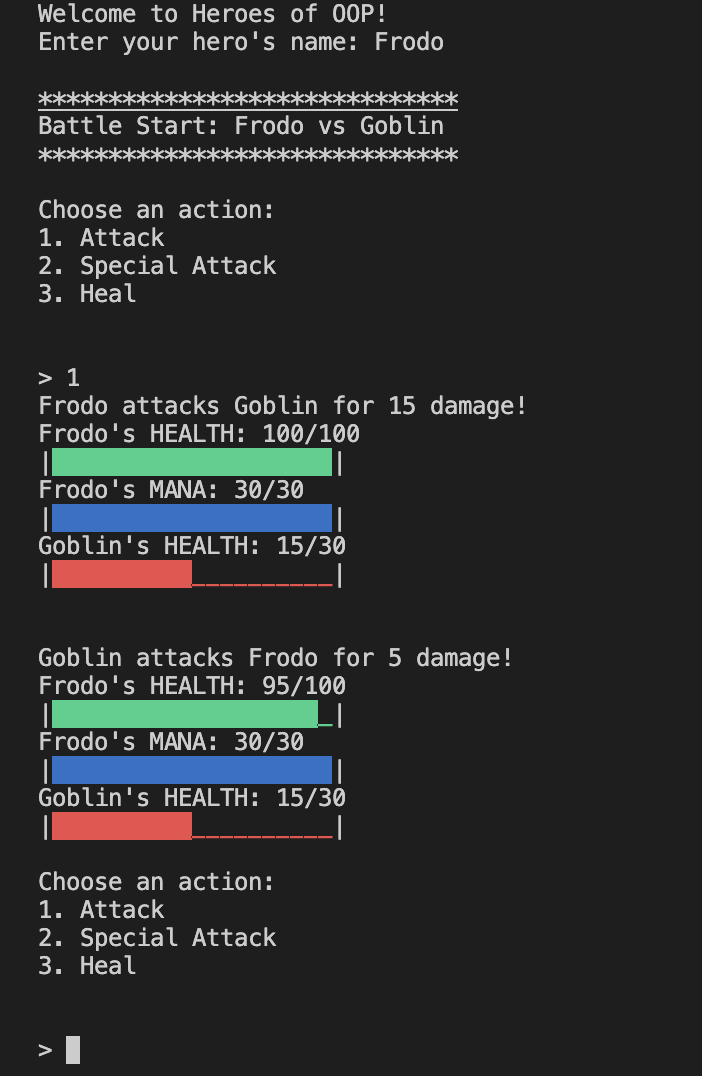 Welcome to Heroes of OOP!
Enter your hero's name: Frodo
******************************
Battle Start: Frodo vs Goblin
******************************
Choose an action:
1. Attack
2. Special Attack
3. Heal
> 1
Frodo attacks Goblin for 15 damage!
Frodo's HEALTH: 100/100
| |
Frodo's MANA: 30/30
| |
Goblin's HEALTH: 15/30
| __________|
Goblin attacks Frodo for 5 damage!
Frodo's HEALTH: 95/100
| _|
Frodo's MANA: 30/30
| |
Goblin's HEALTH: 15/30
| __________|
Choose an action:
1. Attack
2. Special Attack
3. Heal
>